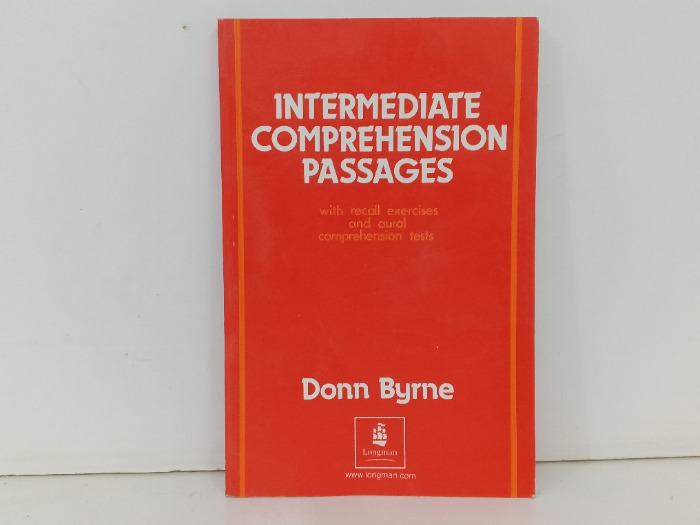 INTERMEDIATE
COMPREHENSION
PASSAGES
with recall exercises
and aural
comprehension tests
Donn Byrne
Longman
www.longman.com